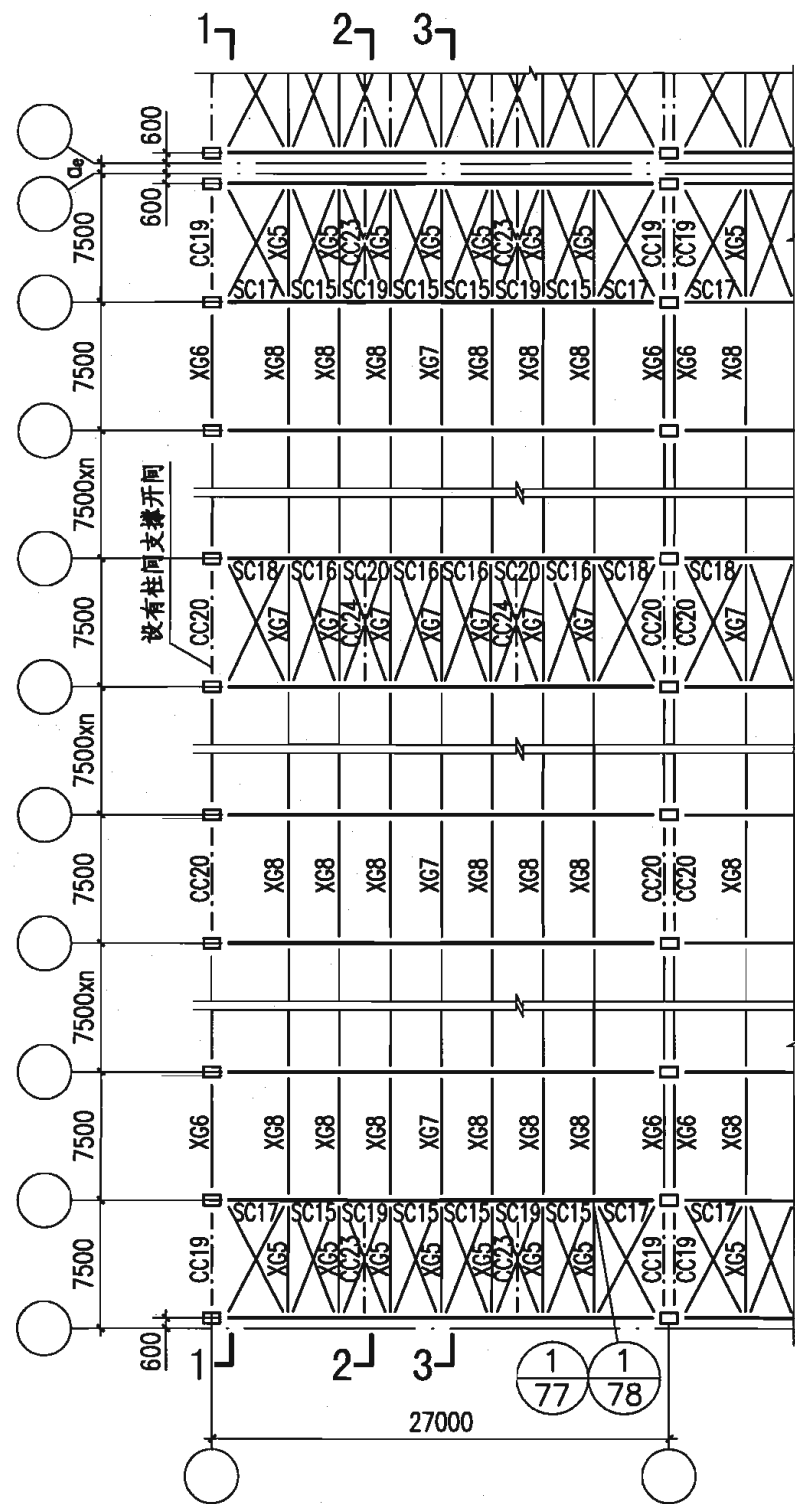 1 2 3
600
ae
600
7500
CC19 XG5 XG5 CC23 XG5 XG5 XG5 CC23 XG5 XG5 CC19 CC19 XG5
SC17 SC15 SC19 SC15 SC15 SC19 SC15 SC17 SC17
7500
XG6 XG8 XG8 XG8 XG7 XG8 XG8 XG8 XG6 XG6 XG8
7500xn
设有柱间支撑开间
SC18 SC16 SC20 SC16 SC16 SC20 SC16 SC18 SC18
7500
CC20 XG7 XG7 CC24 XG7 XG7 XG7 CC24 XG7 XG7 CC20 CC20 XG7
7500xn
7500
CC20 XG8 XG8 XG8 XG7 XG8 XG8 XG8 CC20 CC20 XG8
7500xn
7500
XG6 XG8 XG8 XG8 XG7 XG8 XG8 XG8 XG6 XG6 XG8
SC17 SC15 SC19 SC15 SC15 SC19 SC15 SC17 SC17
7500
CC19 XG5 XG5 CC23 XG5 XG5 XG5 CC23 XG5 XG5 CC19 CC19 XG5
600
1 2 3
1 1
77 78
27000